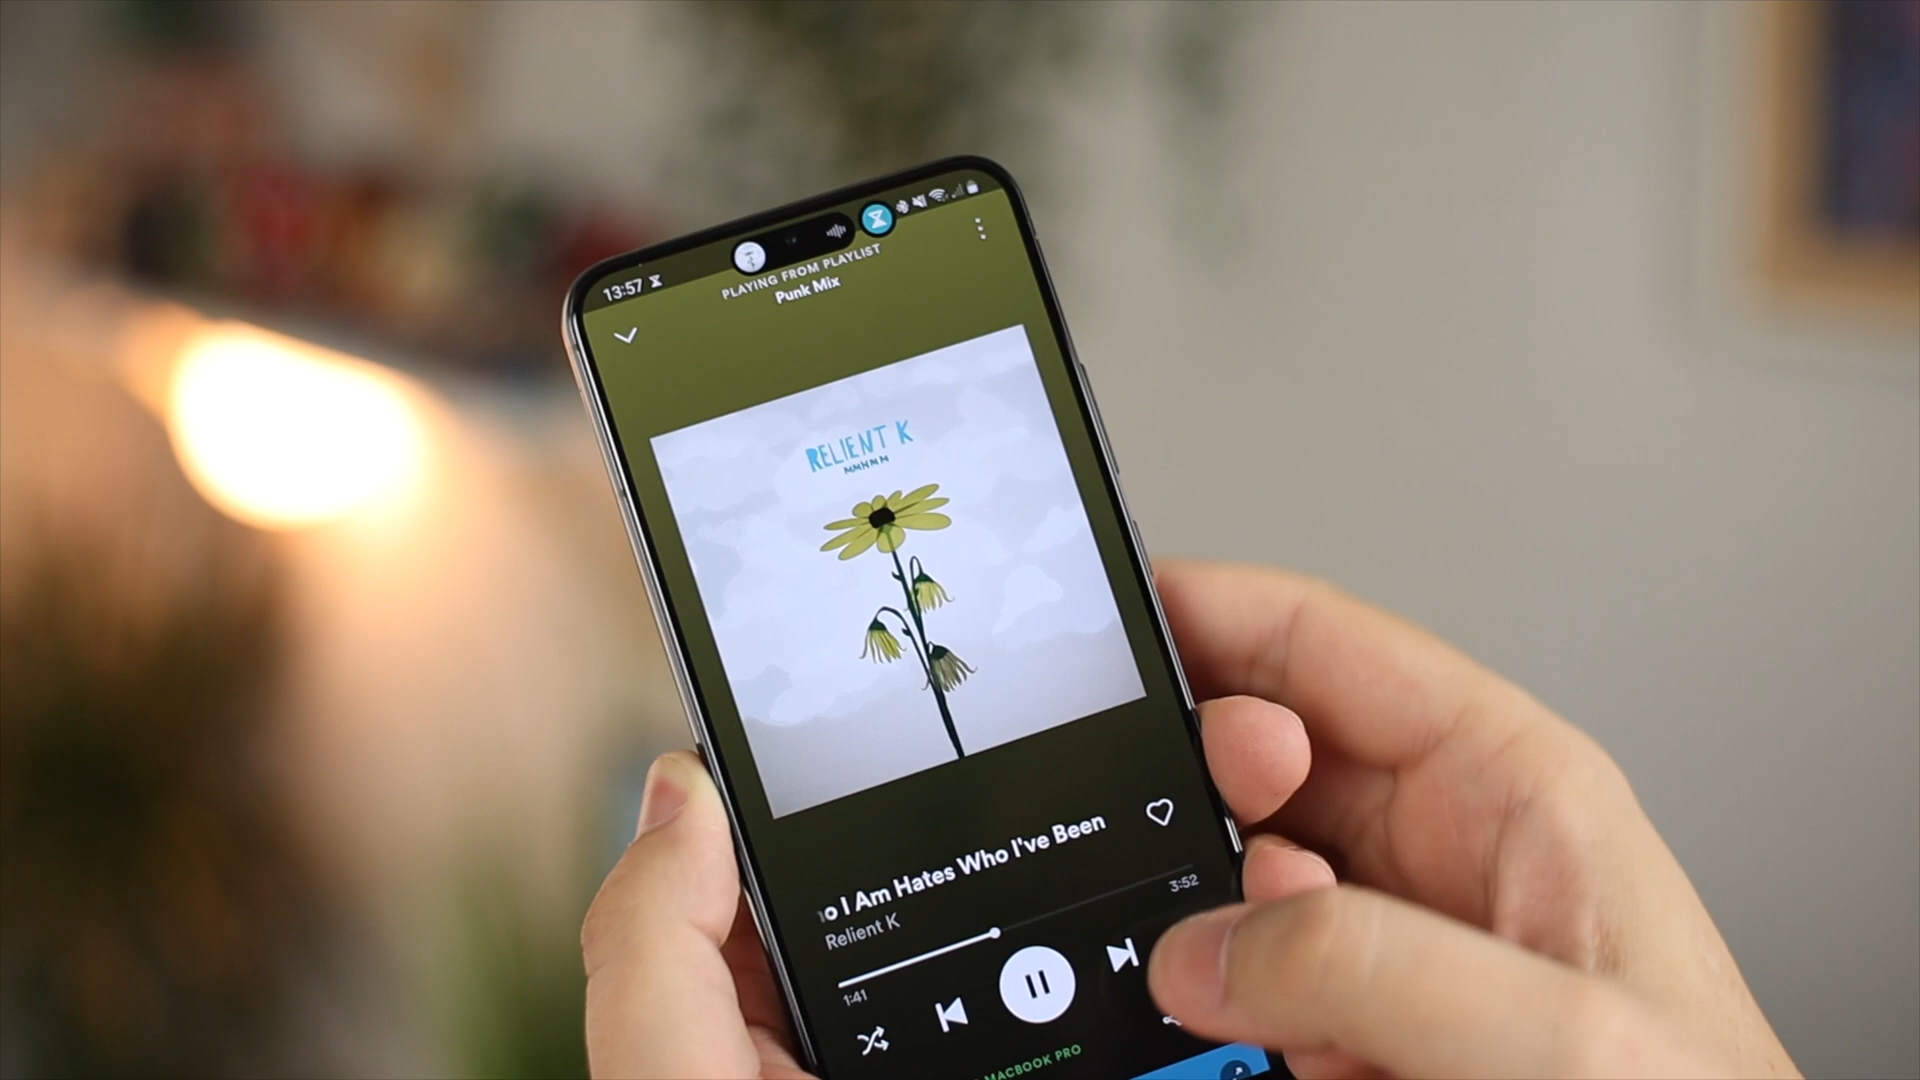 13:57
PLAYING FROM PLAYLIST
Punk Mix
RELIENT K
MMHMM
o I Am Hates Who I've Been
Relient K
1:41
3:52
MACBOOK PRO